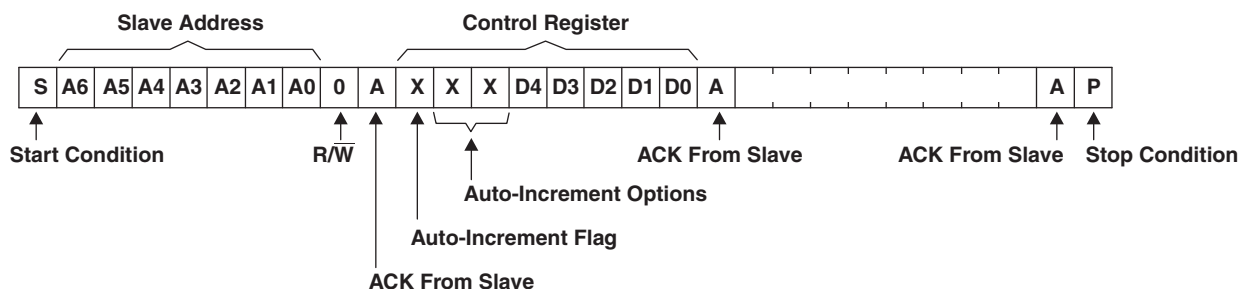 Slave Address Control Register
S A6 A5 A4 A3 A2 A1 A0 0 A X X X D4 D3 D2 D1 D0 A A P
Start Condition R/W̅ ACK From Slave ACK From Slave Stop Condition
Auto-Increment Options
Auto-Increment Flag
ACK From Slave